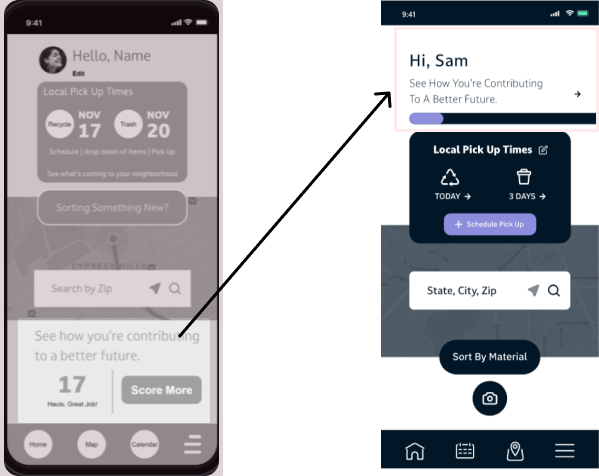 9:41
Hello, Name
Edit
Local Pick Up Times
Recycle
NOV
17
Trash
NOV
20
Schedule | drop down of items | Pick Up
See what's coming to your neighborhood
Sorting Something New?
CYPRESS HILLS
Search by Zip
See how you're contributing
to a better future.
17
Hauls. Great Job!
Score More
Home
Map
Calendar
9:41
Hi, Sam
See How You're Contributing
To A Better Future.
Local Pick Up Times
TODAY
3 DAYS
+ Schedule Pick Up
State, City, Zip
Sort By Material